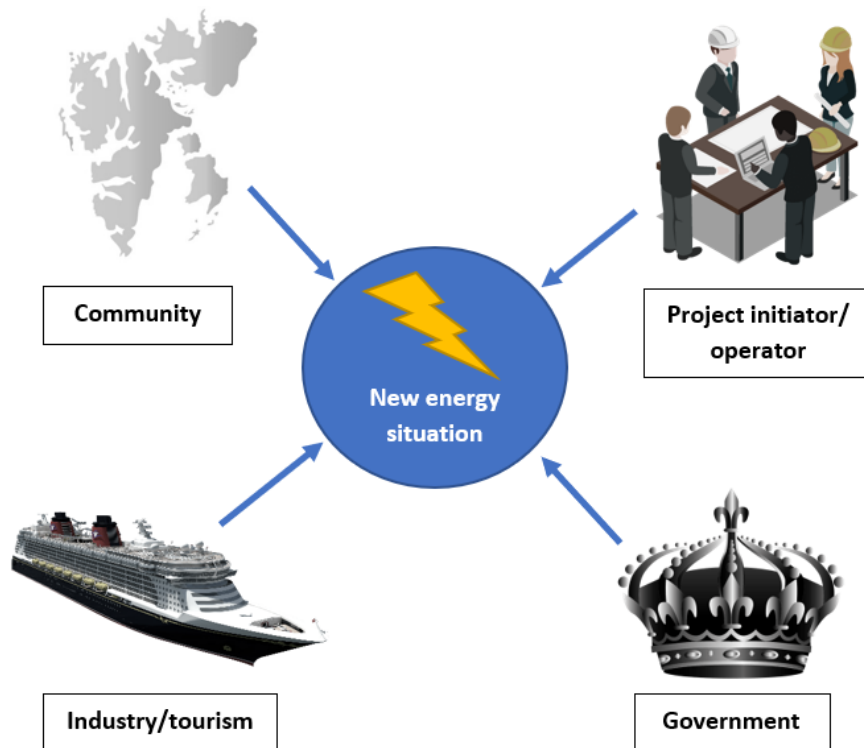 Community
Project initiator/
operator
New energy
situation
Industry/tourism
Government